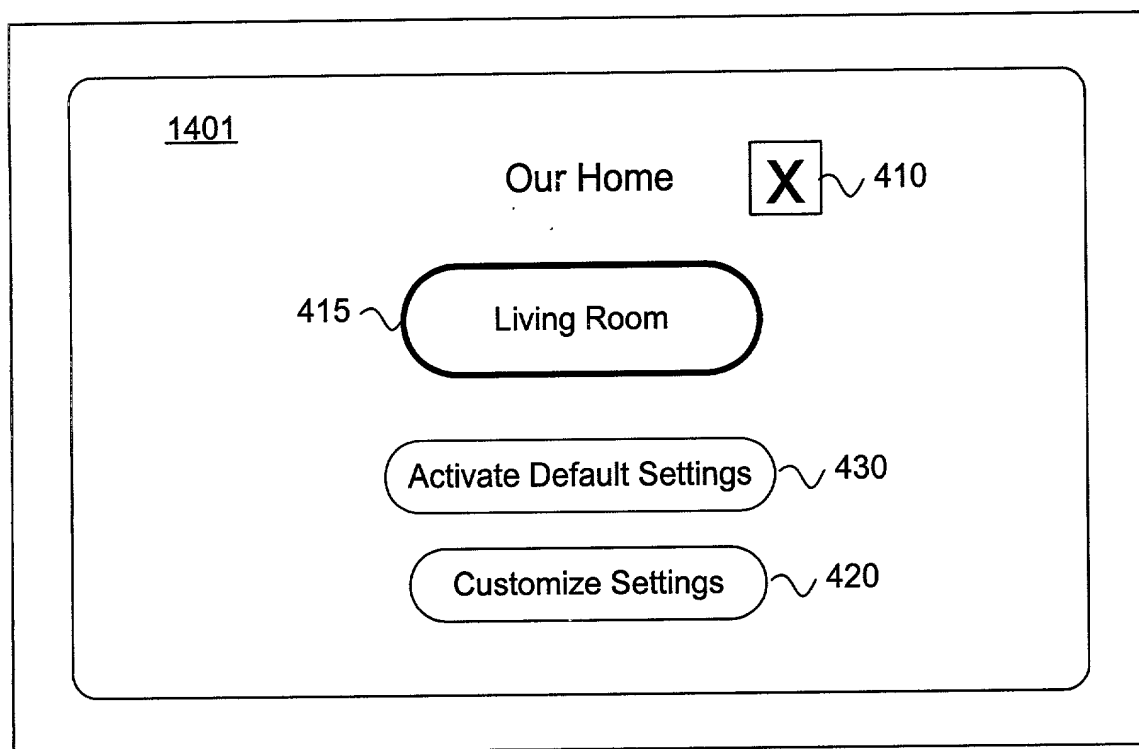 1401
Our Home X 410
415 Living Room
Activate Default Settings 430
Customize Settings 420